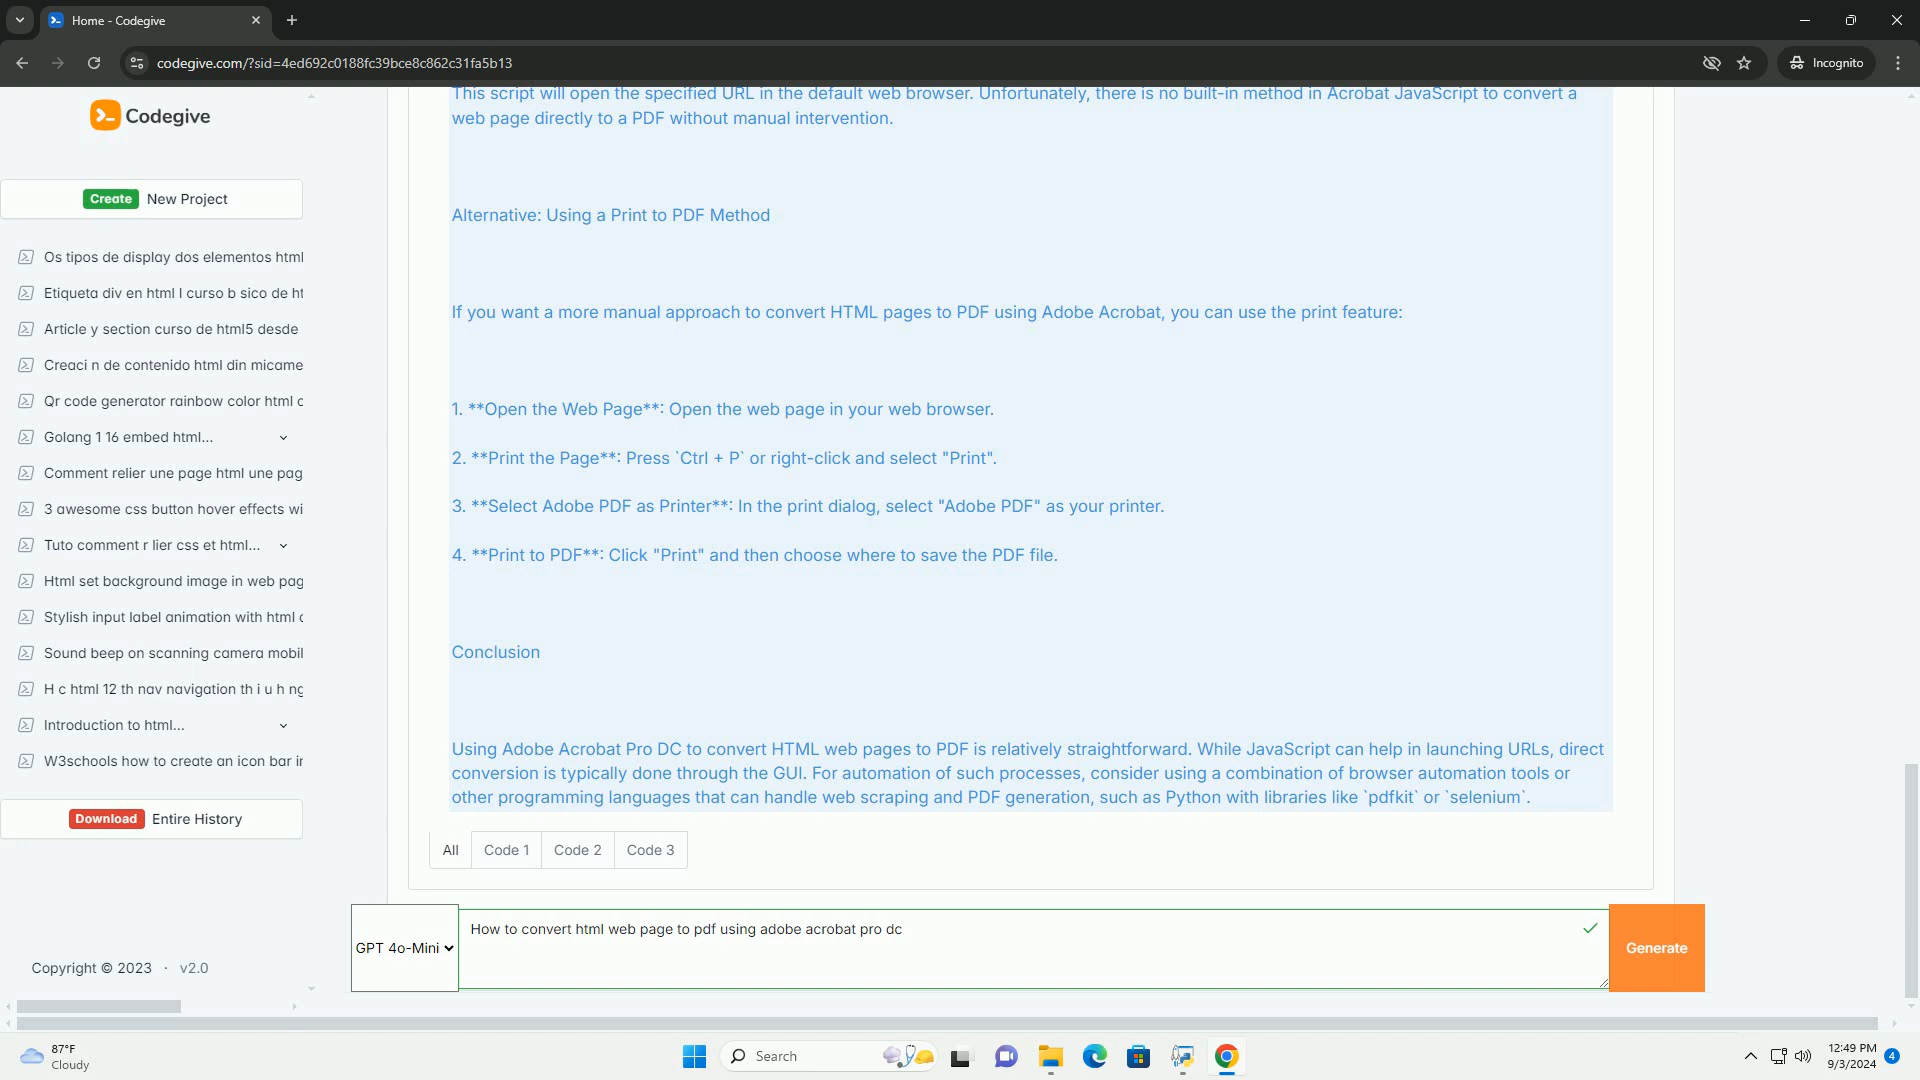 Home - Codegive
codegive.com/?sid=4ed692c0188fc39bce8c862c31fa5b13
Incognito
Codegive
Create New Project
Os tipos de display dos elementos html
Etiqueta div en html l curso b sico de ht
Article y section curso de html5 desde
Creaci n de contenido html din micame
Qr code generator rainbow color html c
Golang 1 16 embed html...
Comment relier une page html une pag
3 awesome css button hover effects wi
Tuto comment r lier css et html...
Html set background image in web pag
Stylish input label animation with html c
Sound beep on scanning camera mobil
H c html 12 th nav navigation th i u h ng
Introduction to html...
W3schools how to create an icon bar in
Download Entire History
Copyright © 2023 · v2.0
This script will open the specified URL in the default web browser. Unfortunately, there is no built-in method in Acrobat JavaScript to convert a
web page directly to a PDF without manual intervention.
Alternative: Using a Print to PDF Method
If you want a more manual approach to convert HTML pages to PDF using Adobe Acrobat, you can use the print feature:
1. **Open the Web Page**: Open the web page in your web browser.
2. **Print the Page**: Press `Ctrl + P` or right-click and select "Print".
3. **Select Adobe PDF as Printer**: In the print dialog, select "Adobe PDF" as your printer.
4. **Print to PDF**: Click "Print" and then choose where to save the PDF file.
Conclusion
Using Adobe Acrobat Pro DC to convert HTML web pages to PDF is relatively straightforward. While JavaScript can help in launching URLs, direct
conversion is typically done through the GUI. For automation of such processes, consider using a combination of browser automation tools or
other programming languages that can handle web scraping and PDF generation, such as Python with libraries like `pdfkit` or `selenium`.
All Code 1 Code 2 Code 3
GPT 4o-Mini
How to convert html web page to pdf using adobe acrobat pro dc
Generate
87°F
Cloudy
Search
12:49 PM
9/3/2024
4